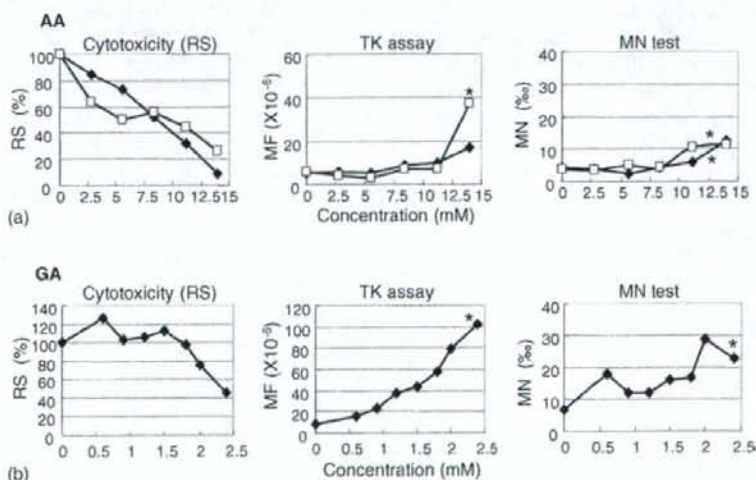 AA
Cytotoxicity (RS)
TK assay
MN test
RS (%)
100
80
60
40
20
0
0 2.5 5 7.5 10 12.5 15
MF (X10-6)
60
40
20
0
*
0 2.5 5 7.5 10 12.5 15
MN (‰)
40
30
20
10
0
*
*
0 2.5 5 7.5 10 12.5 15
(a)
Concentration (mM)
GA
Cytotoxicity (RS)
TK assay
MN test
RS (%)
140
120
100
80
60
40
20
0
0 0.5 1 1.5 2 2.5
MF (X10-6)
120
100
80
60
40
20
0
*
0 0.5 1 1.5 2 2.5
MN (‰)
40
30
20
10
0
*
0 0.5 1 1.5 2 2.5
(b)
Concentration (mM)